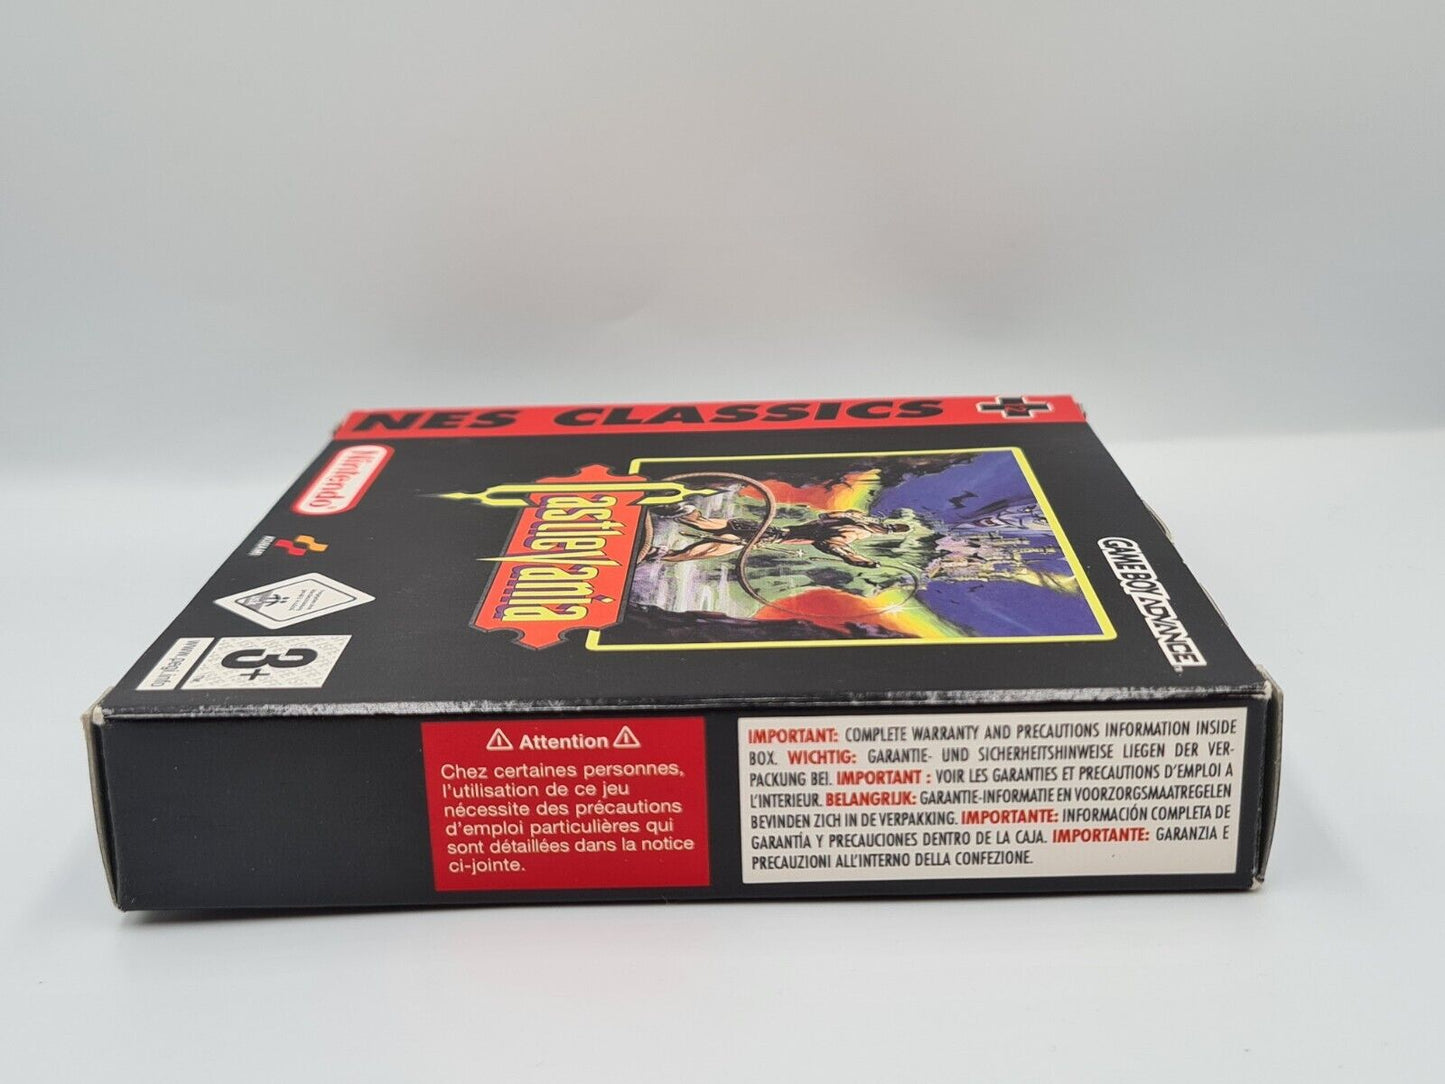 NES CLASSICS
Nintendo
Castlevania
KONAMI
GAME BOY ADVANCE
3+
www.pegi.info
Attention
Chez certaines personnes,
l'utilisation de ce jeu
nécessite des précautions
d'emploi particulières qui
sont détaillées dans la notice
ci-jointe.
IMPORTANT: COMPLETE WARRANTY AND PRECAUTIONS INFORMATION INSIDE
BOX. WICHTIG: GARANTIE- UND SICHERHEITSHINWEISE LIEGEN DER VER-
PACKUNG BEI. IMPORTANT : VOIR LES GARANTIES ET PRECAUTIONS D'EMPLOI A
L'INTERIEUR. BELANGRIJK: GARANTIE-INFORMATIE EN VOORZORGSMAATREGELEN
BEVINDEN ZICH IN DE VERPAKKING. IMPORTANTE: INFORMACIÓN COMPLETA DE
GARANTÍA Y PRECAUCIONES DENTRO DE LA CAJA. IMPORTANTE: GARANZIA E
PRECAUZIONI ALL'INTERNO DELLA CONFEZIONE.